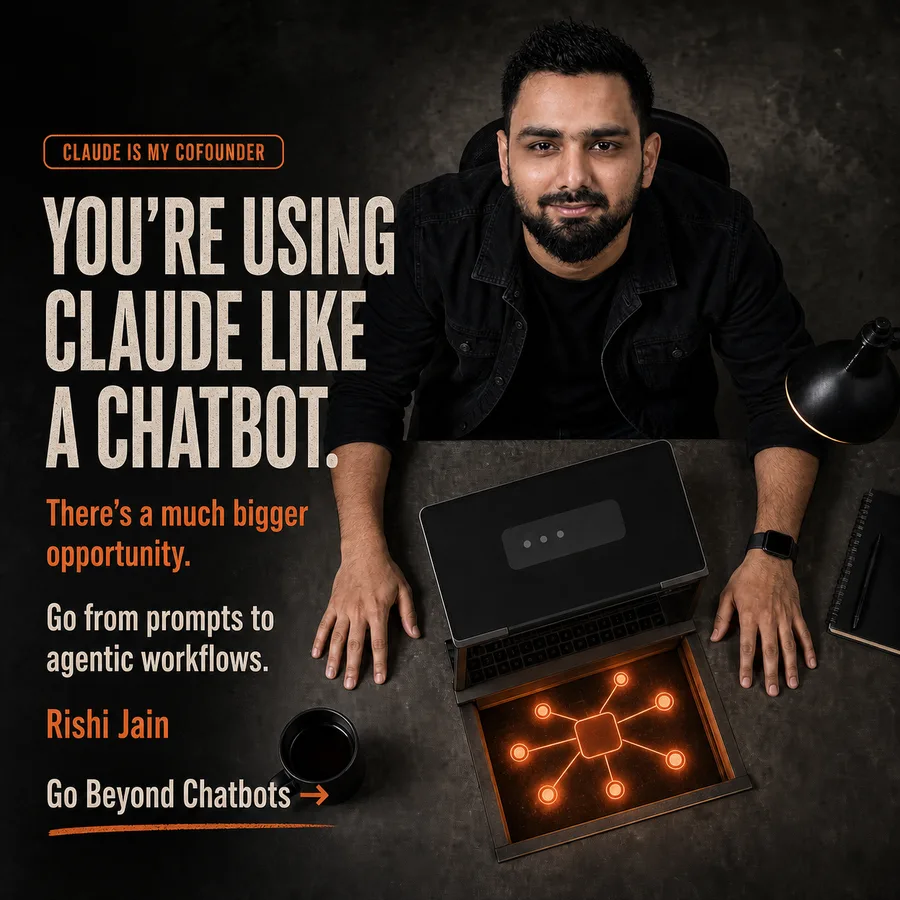 CLAUDE IS MY COFOUNDER
YOU'RE USING
CLAUDE LIKE
A CHATBOT.
There's a much bigger
opportunity.
Go from prompts to
agentic workflows.
Rishi Jain
Go Beyond Chatbots →